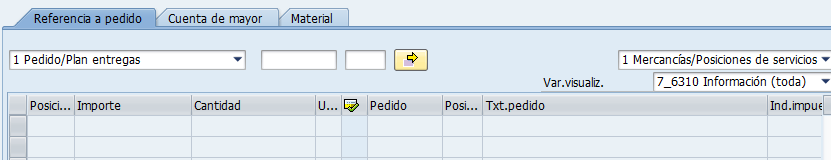 Referencia a pedido Cuenta de mayor Material
1 Pedido/Plan entregas 1 Mercancías/Posiciones de servicios
Var.visualiz. 7_6310 Información (toda)
Posici... Importe Cantidad U... Pedido Posi... Txt.pedido Ind.impue